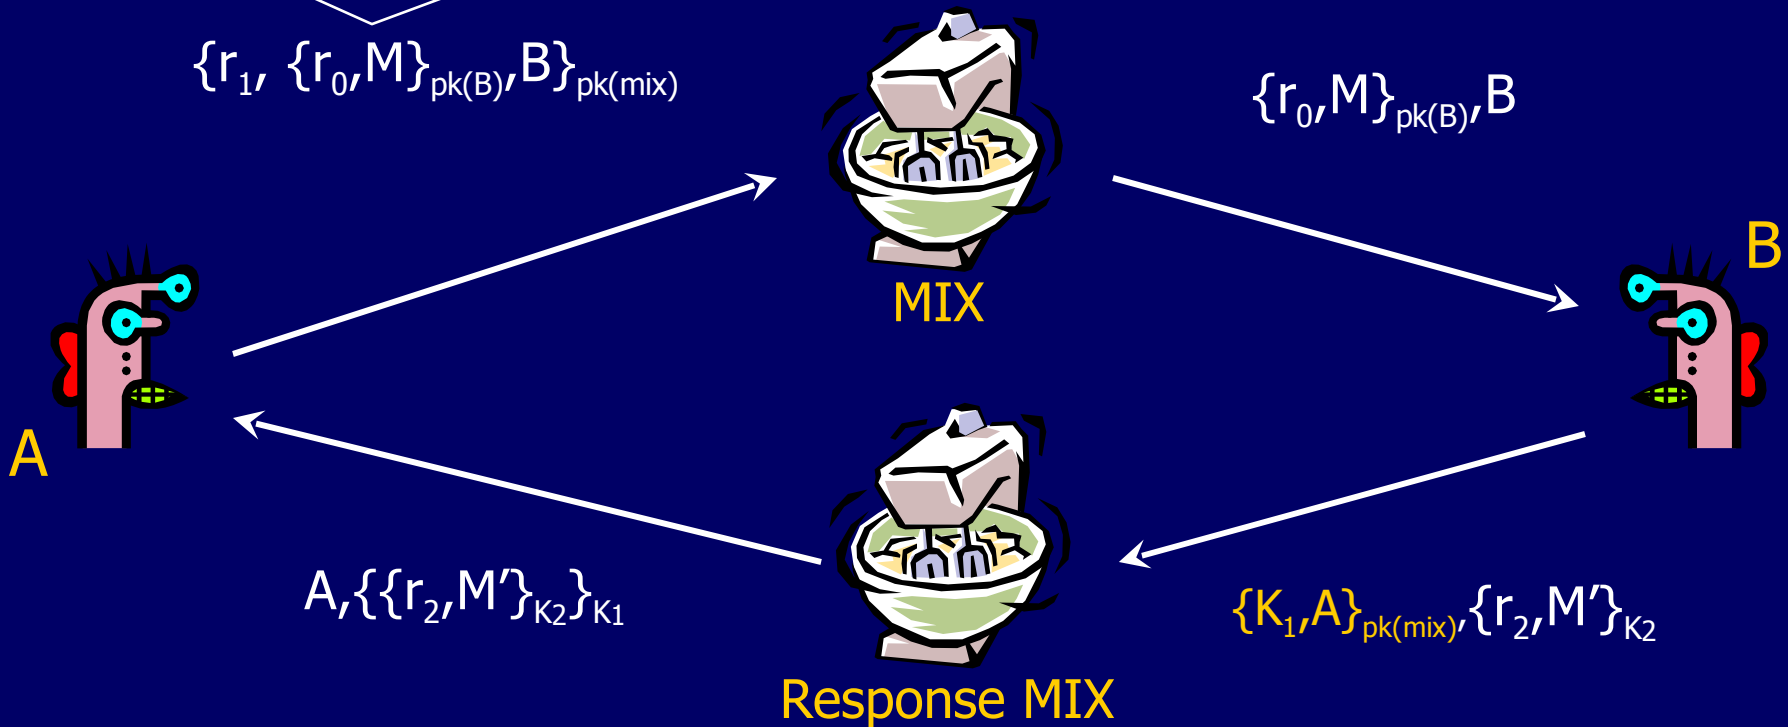 {r₁, {r₀,M}pk(B),B}pk(mix)
{r₀,M}pk(B),B
MIX
B
A
A,{{r₂,M′}K2}K1
{K₁,A}pk(mix),{r₂,M′}K2
Response MIX